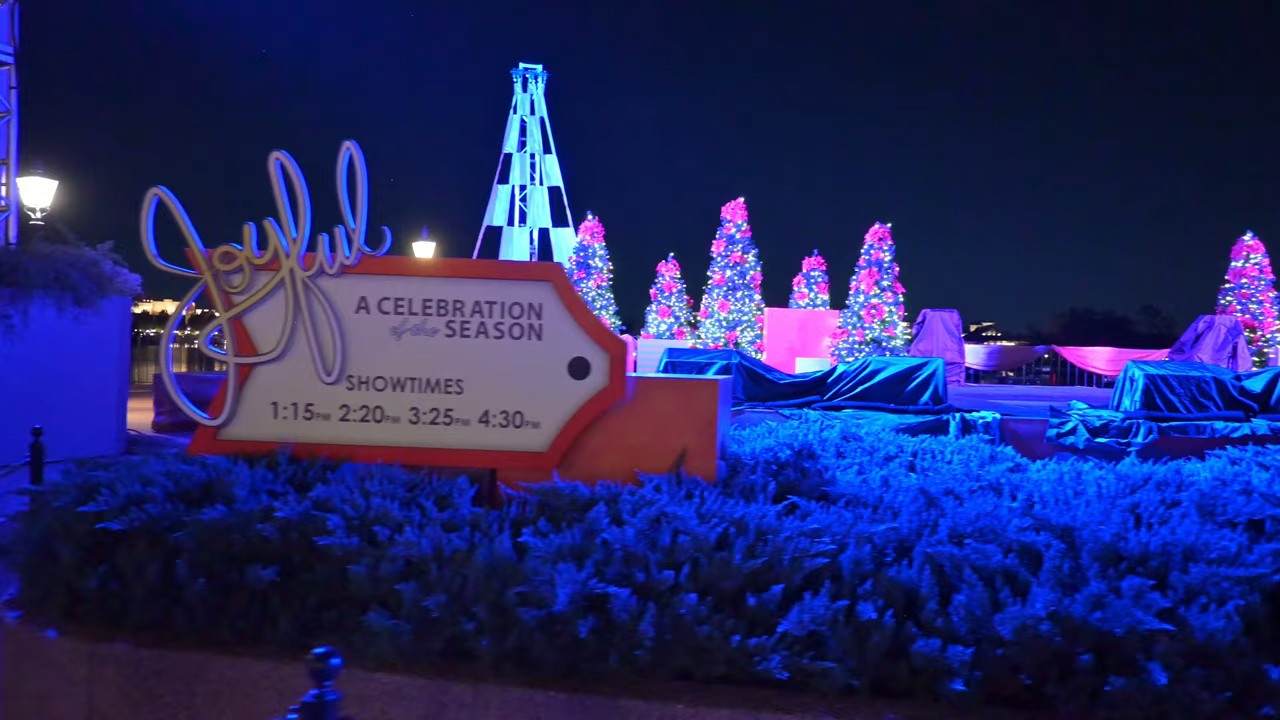 Joyful
A CELEBRATION
of the SEASON
SHOWTIMES
1:15PM 2:20PM 3:25PM 4:30PM